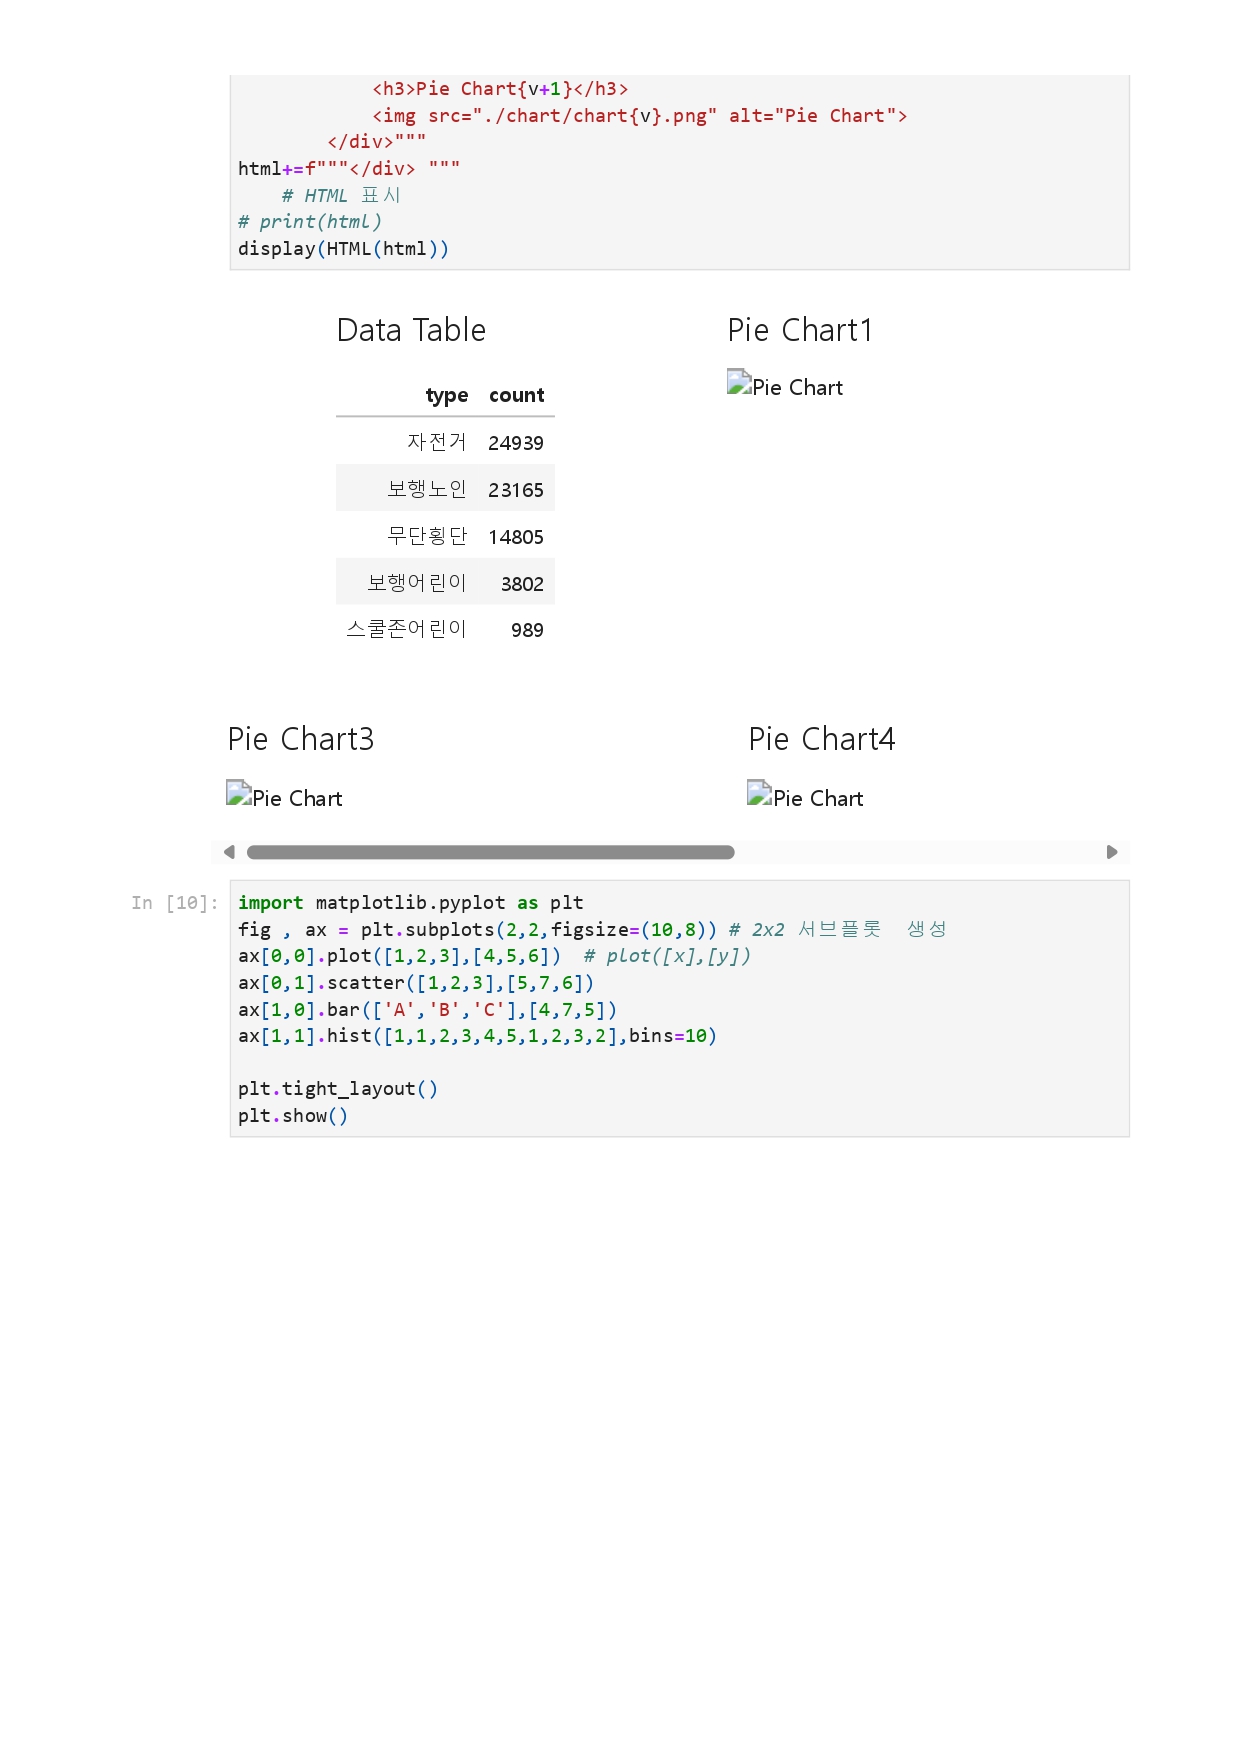 <h3>Pie Chart{v+1}</h3>
<img src="./chart/chart{v}.png" alt="Pie Chart">
</div>"""
html+=f"""</div> """
# HTML 표시
# print(html)
display(HTML(html))
Data Table
Pie Chart1
type count
Pie Chart
자전거 24939
보행노인 23165
무단횡단 14805
보행어린이 3802
스쿨존어린이 989
Pie Chart3
Pie Chart4
Pie Chart
Pie Chart
In [10]:
import matplotlib.pyplot as plt
fig , ax = plt.subplots(2,2,figsize=(10,8)) # 2x2 서브플롯 생성
ax[0,0].plot([1,2,3],[4,5,6])  # plot([x],[y])
ax[0,1].scatter([1,2,3],[5,7,6])
ax[1,0].bar(['A','B','C'],[4,7,5])
ax[1,1].hist([1,1,2,3,4,5,1,2,3,2],bins=10)
plt.tight_layout()
plt.show()